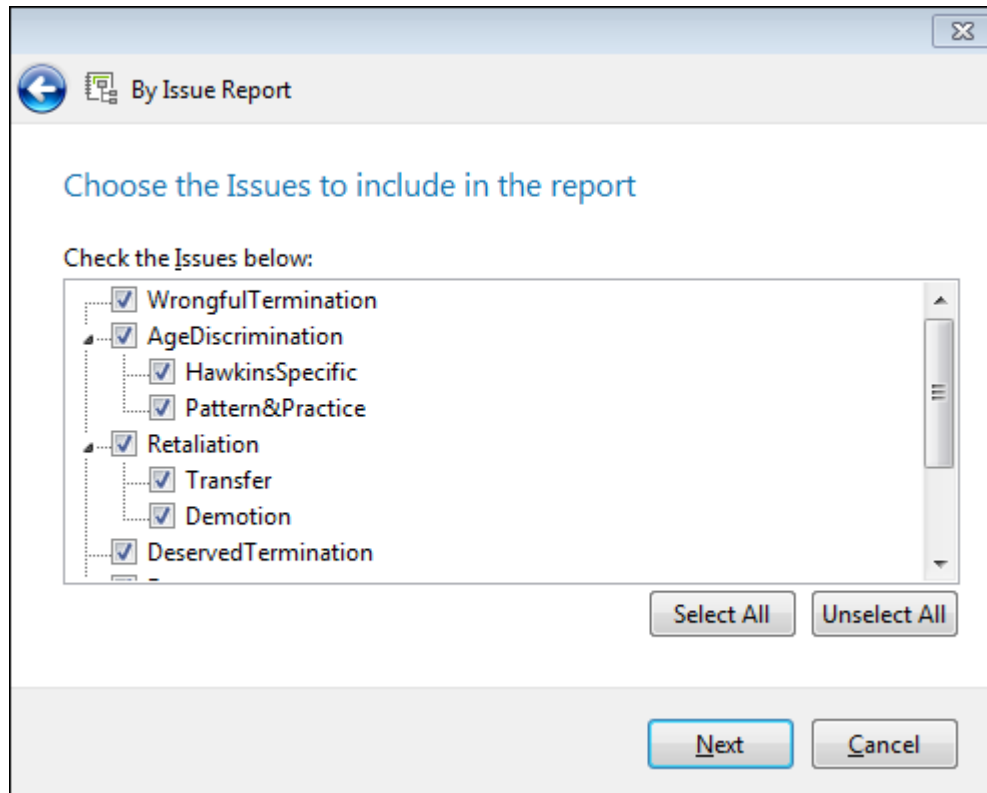 By Issue Report
Choose the Issues to include in the report
Check the Issues below:
WrongfulTermination
AgeDiscrimination
HawkinsSpecific
Pattern&Practice
Retaliation
Transfer
Demotion
DeservedTermination
Select All Unselect All
Next Cancel